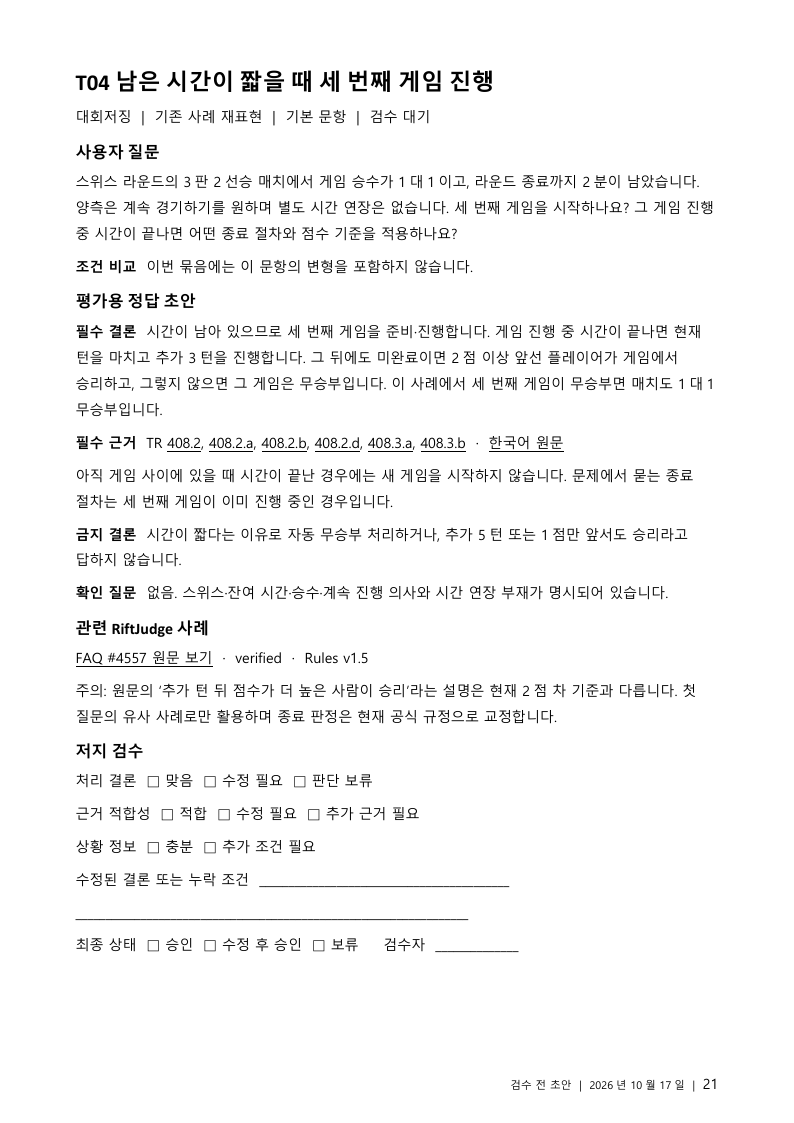 T04 남은 시간이 짧을 때 세 번째 게임 진행
대회저징 | 기존 사례 재표현 | 기본 문항 | 검수 대기
사용자 질문
스위스 라운드의 3 판 2 선승 매치에서 게임 승수가 1 대 1 이고, 라운드 종료까지 2 분이 남았습니다.
양측은 계속 경기하기를 원하며 별도 시간 연장은 없습니다. 세 번째 게임을 시작하나요? 그 게임 진행
중 시간이 끝나면 어떤 종료 절차와 점수 기준을 적용하나요?
조건 비교 이번 묶음에는 이 문항의 변형을 포함하지 않습니다.
평가용 정답 초안
필수 결론 시간이 남아 있으므로 세 번째 게임을 준비·진행합니다. 게임 진행 중 시간이 끝나면 현재
턴을 마치고 추가 3 턴을 진행합니다. 그 뒤에도 미완료이면 2 점 이상 앞선 플레이어가 게임에서
승리하고, 그렇지 않으면 그 게임은 무승부입니다. 이 사례에서 세 번째 게임이 무승부면 매치도 1 대 1
무승부입니다.
필수 근거 TR 408.2, 408.2.a, 408.2.b, 408.2.d, 408.3.a, 408.3.b · 한국어 원문
아직 게임 사이에 있을 때 시간이 끝난 경우에는 새 게임을 시작하지 않습니다. 문제에서 묻는 종료
절차는 세 번째 게임이 이미 진행 중인 경우입니다.
금지 결론 시간이 짧다는 이유로 자동 무승부 처리하거나, 추가 5 턴 또는 1 점만 앞서도 승리라고
답하지 않습니다.
확인 질문 없음. 스위스·잔여 시간·승수·계속 진행 의사와 시간 연장 부재가 명시되어 있습니다.
관련 RiftJudge 사례
FAQ #4557 원문 보기 · verified · Rules v1.5
주의: 원문의 ‘추가 턴 뒤 점수가 더 높은 사람이 승리’라는 설명은 현재 2 점 차 기준과 다릅니다. 첫
질문의 유사 사례로만 활용하며 종료 판정은 현재 공식 규정으로 교정합니다.
저지 검수
처리 결론 □ 맞음 □ 수정 필요 □ 판단 보류
근거 적합성 □ 적합 □ 수정 필요 □ 추가 근거 필요
상황 정보 □ 충분 □ 추가 조건 필요
수정된 결론 또는 누락 조건 ______________________________________
____________________________________________________________
최종 상태 □ 승인 □ 수정 후 승인 □ 보류 검수자 ____________
검수 전 초안 | 2026 년 10 월 17 일 | 21